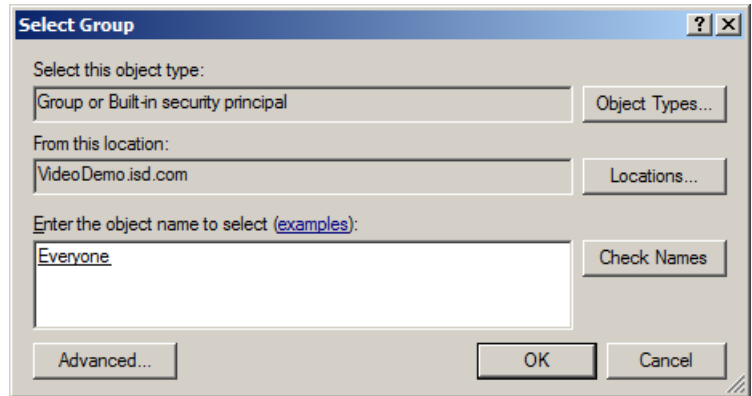 Select Group
Select this object type:
Group or Built-in security principal
Object Types...
From this location:
VideoDemo.isd.com
Locations...
Enter the object name to select (examples):
Everyone
Check Names
Advanced...
OK
Cancel